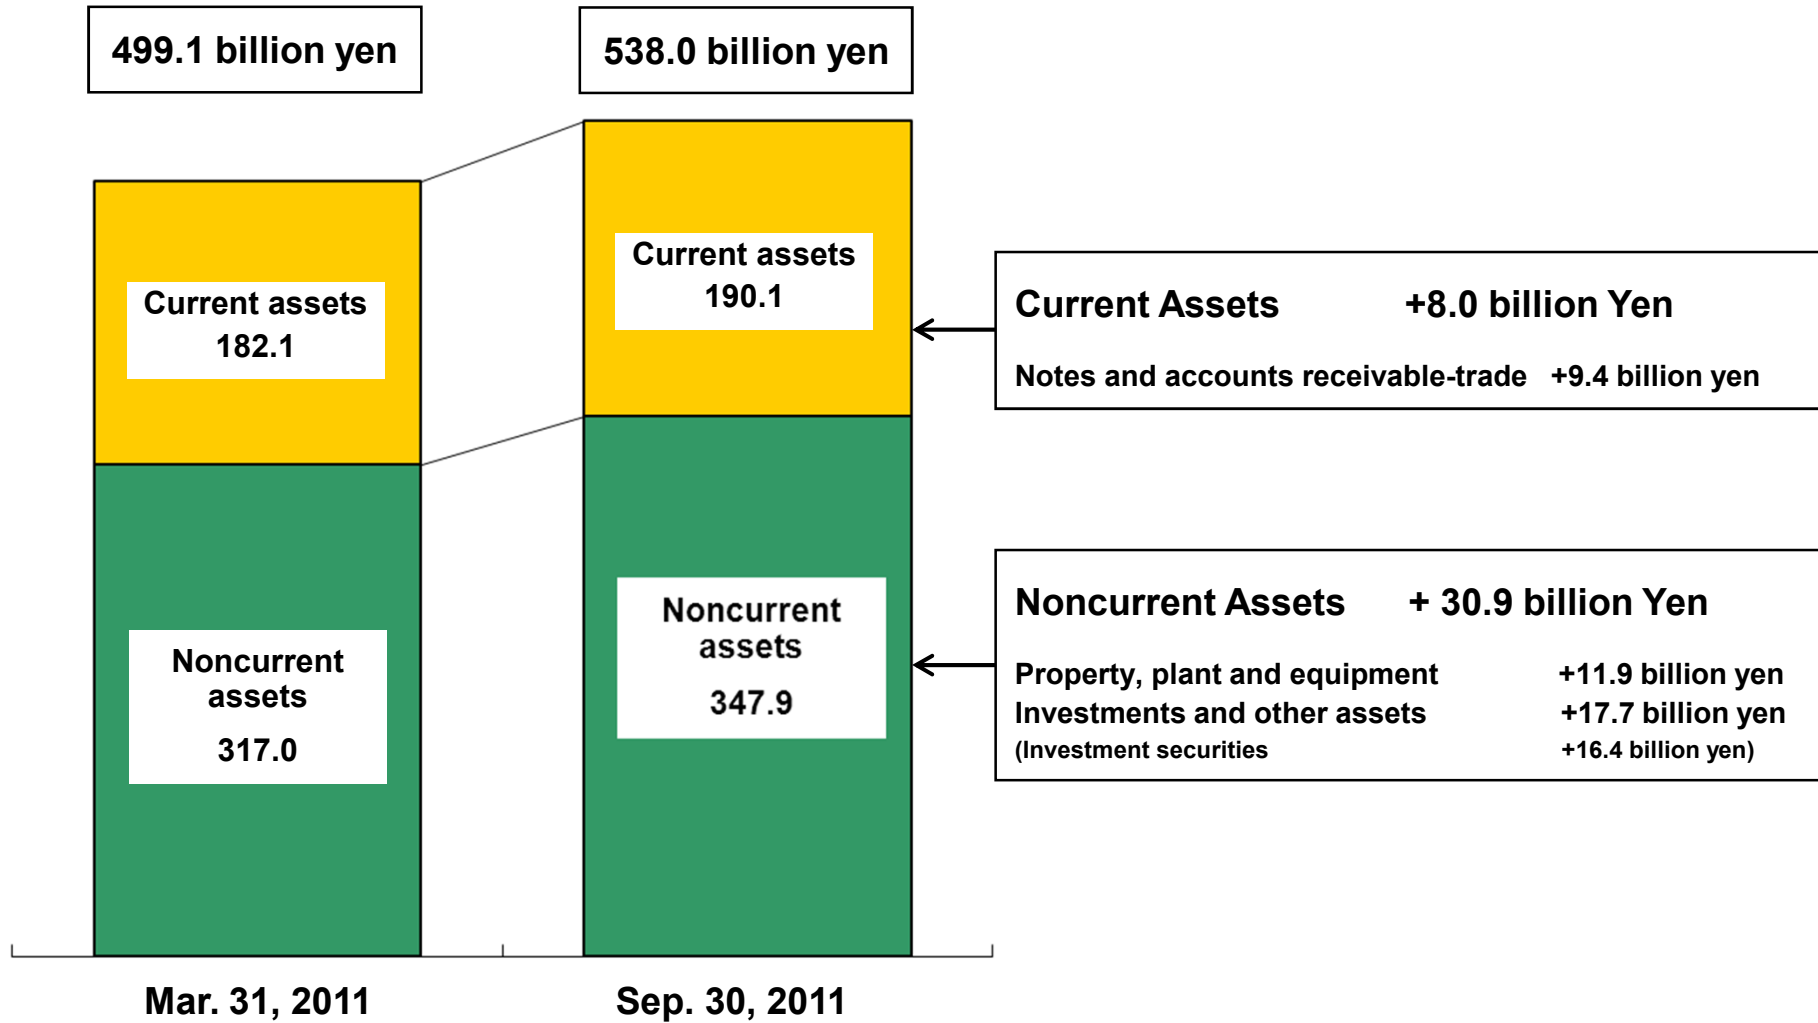 499.1 billion yen
538.0 billion yen
Current assets
182.1
Current assets
190.1
Noncurrent
assets
317.0
Noncurrent
assets
347.9
Current Assets +8.0 billion Yen
Notes and accounts receivable-trade +9.4 billion yen
Noncurrent Assets + 30.9 billion Yen
Property, plant and equipment +11.9 billion yen
Investments and other assets +17.7 billion yen
(Investment securities +16.4 billion yen)
Mar. 31, 2011
Sep. 30, 2011